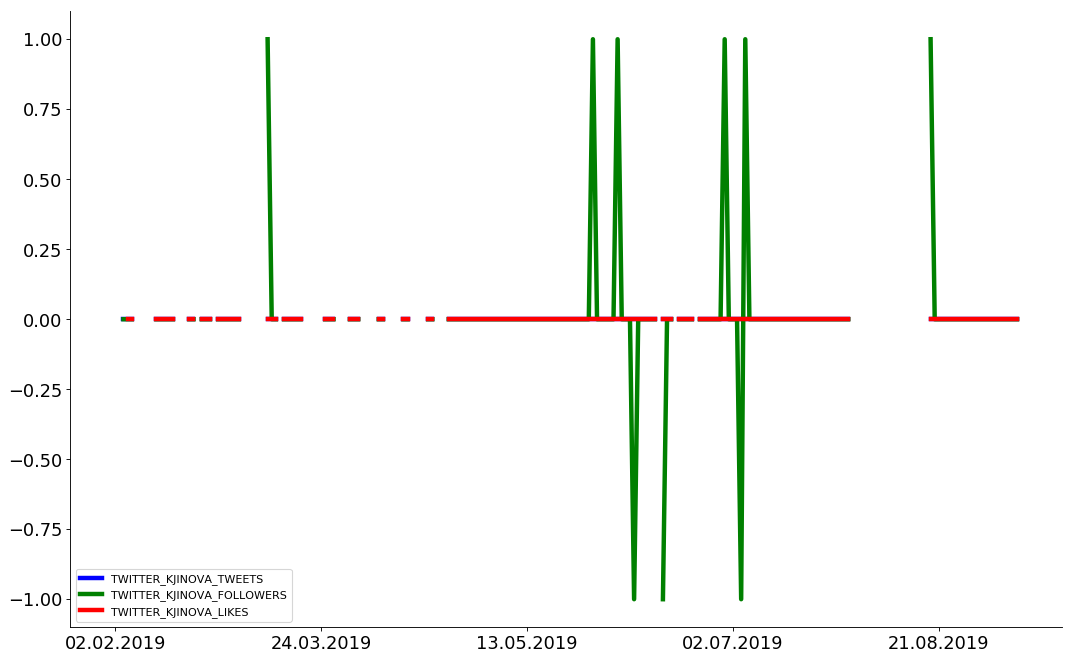 1.00
0.75
0.50
0.25
0.00
−0.25
−0.50
−0.75
−1.00
TWITTER_KJINOVA_TWEETS
TWITTER_KJINOVA_FOLLOWERS
TWITTER_KJINOVA_LIKES
02.02.2019 24.03.2019 13.05.2019 02.07.2019 21.08.2019